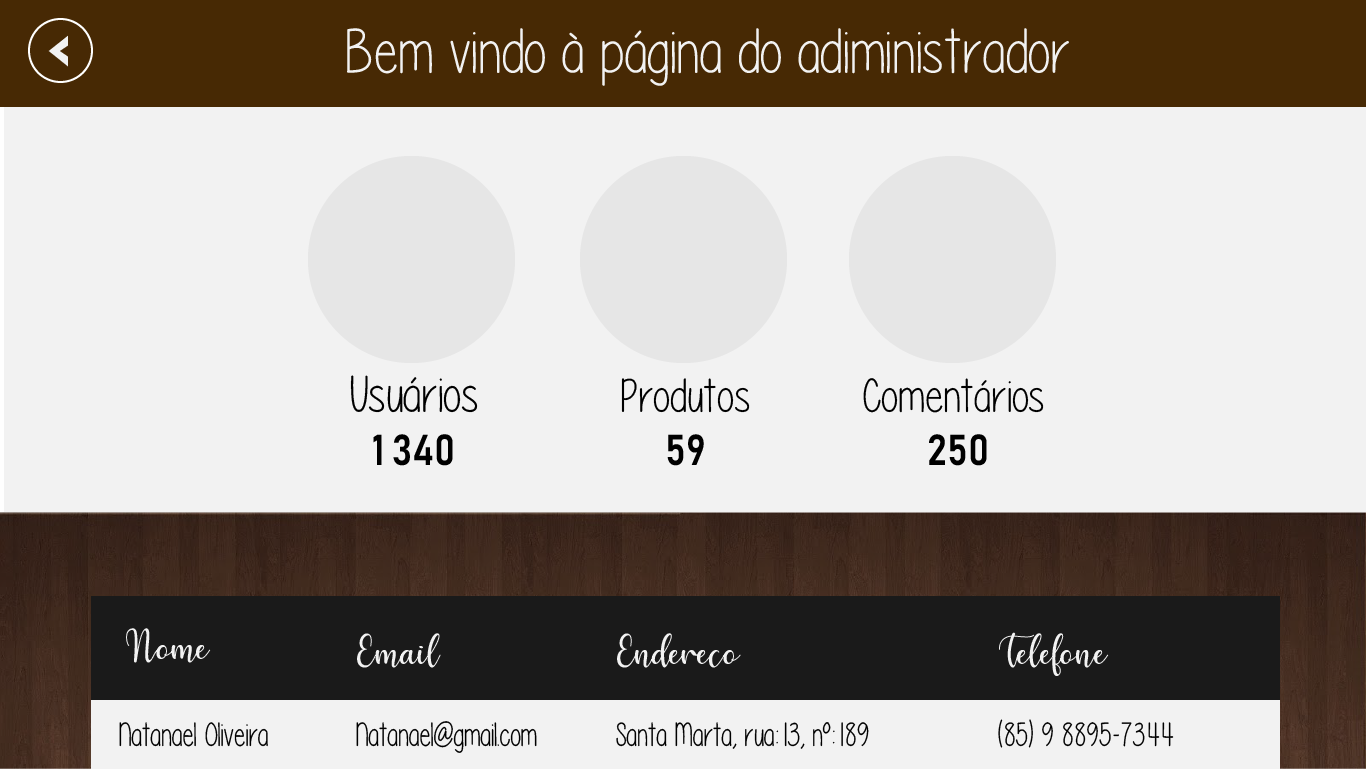 Bem vindo à página do adiministrador
Usuários Produtos Comentários
1340 59 250
Nome Email Endereco Telefone
Natanael Oliveira Natanael@gmail.com Santa Marta, rua:13, nº:189 (85) 9 8895-7344